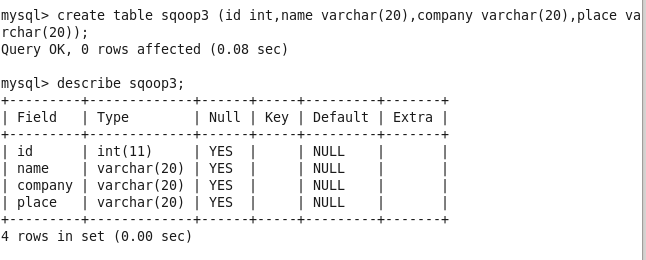 mysql> create table sqoop3 (id int,name varchar(20),company varchar(20),place va
rchar(20));
Query OK, 0 rows affected (0.08 sec)

mysql> describe sqoop3;
+---------+-------------+------+-----+---------+-------+
| Field   | Type        | Null | Key | Default | Extra |
+---------+-------------+------+-----+---------+-------+
| id      | int(11)     | YES  |     | NULL    |       |
| name    | varchar(20) | YES  |     | NULL    |       |
| company | varchar(20) | YES  |     | NULL    |       |
| place   | varchar(20) | YES  |     | NULL    |       |
+---------+-------------+------+-----+---------+-------+
4 rows in set (0.00 sec)